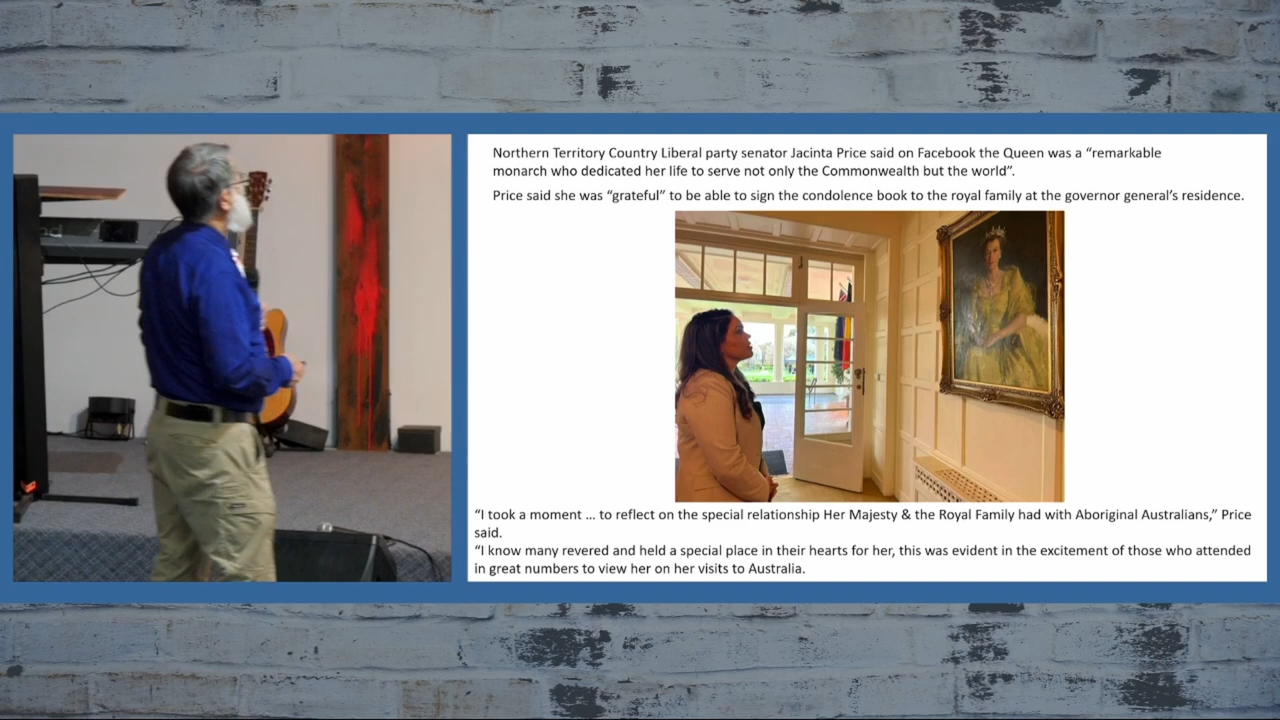 Northern Territory Country Liberal party senator Jacinta Price said on Facebook the Queen was a “remarkable
monarch who dedicated her life to serve not only the Commonwealth but the world”.
Price said she was “grateful” to be able to sign the condolence book to the royal family at the governor general’s residence.
“I took a moment ... to reflect on the special relationship Her Majesty & the Royal Family had with Aboriginal Australians,” Price
said.
“I know many revered and held a special place in their hearts for her, this was evident in the excitement of those who attended
in great numbers to view her on her visits to Australia.